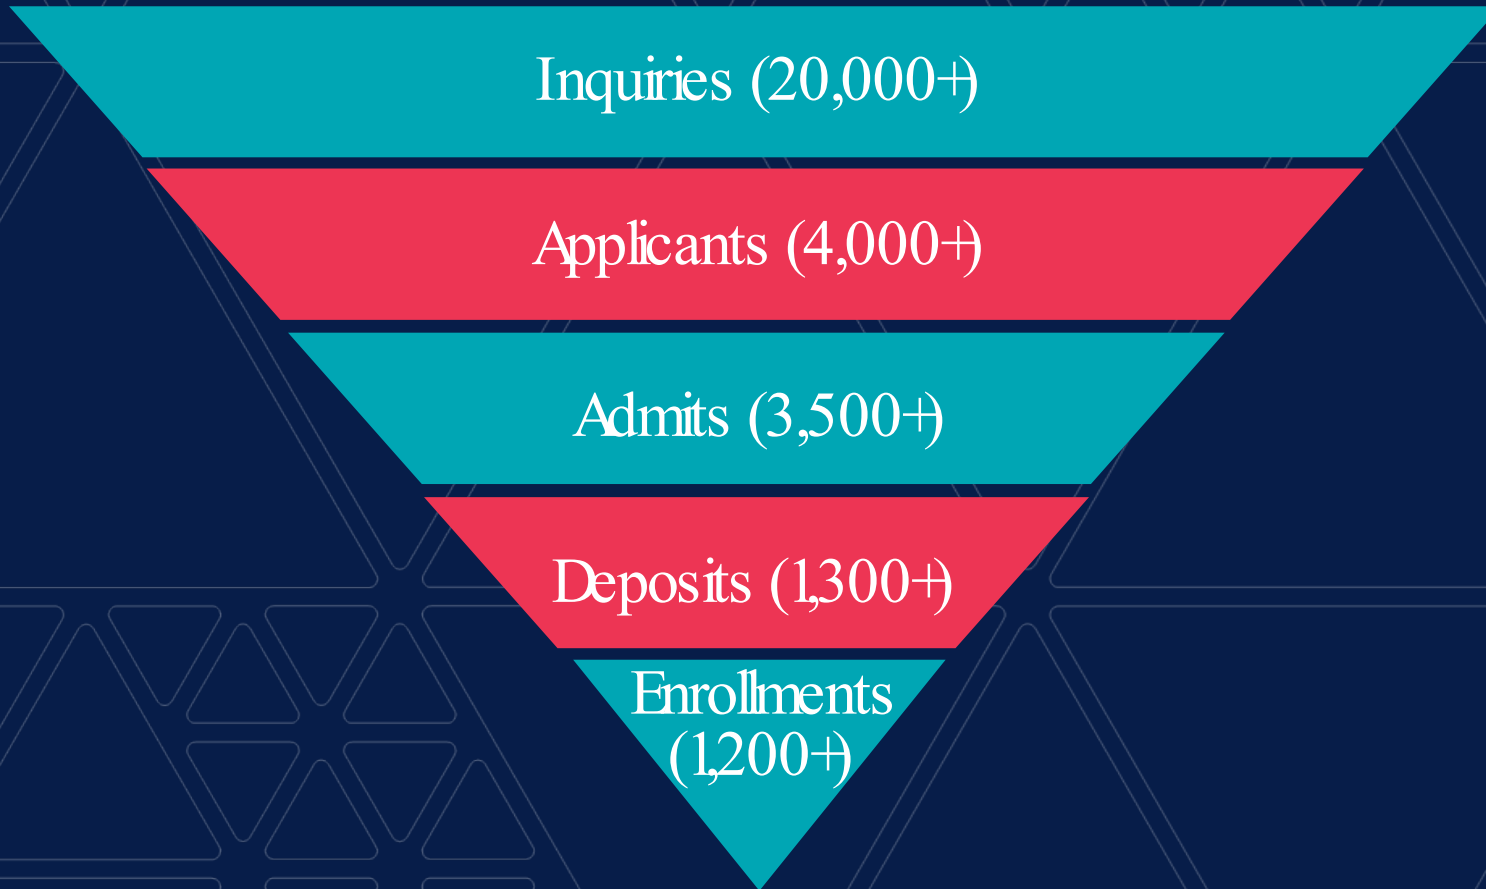 Inquiries (20,000+)
Applicants (4,000+)
Admits (3,500+)
Deposits (1,300+)
Enrollments
(1,200+)